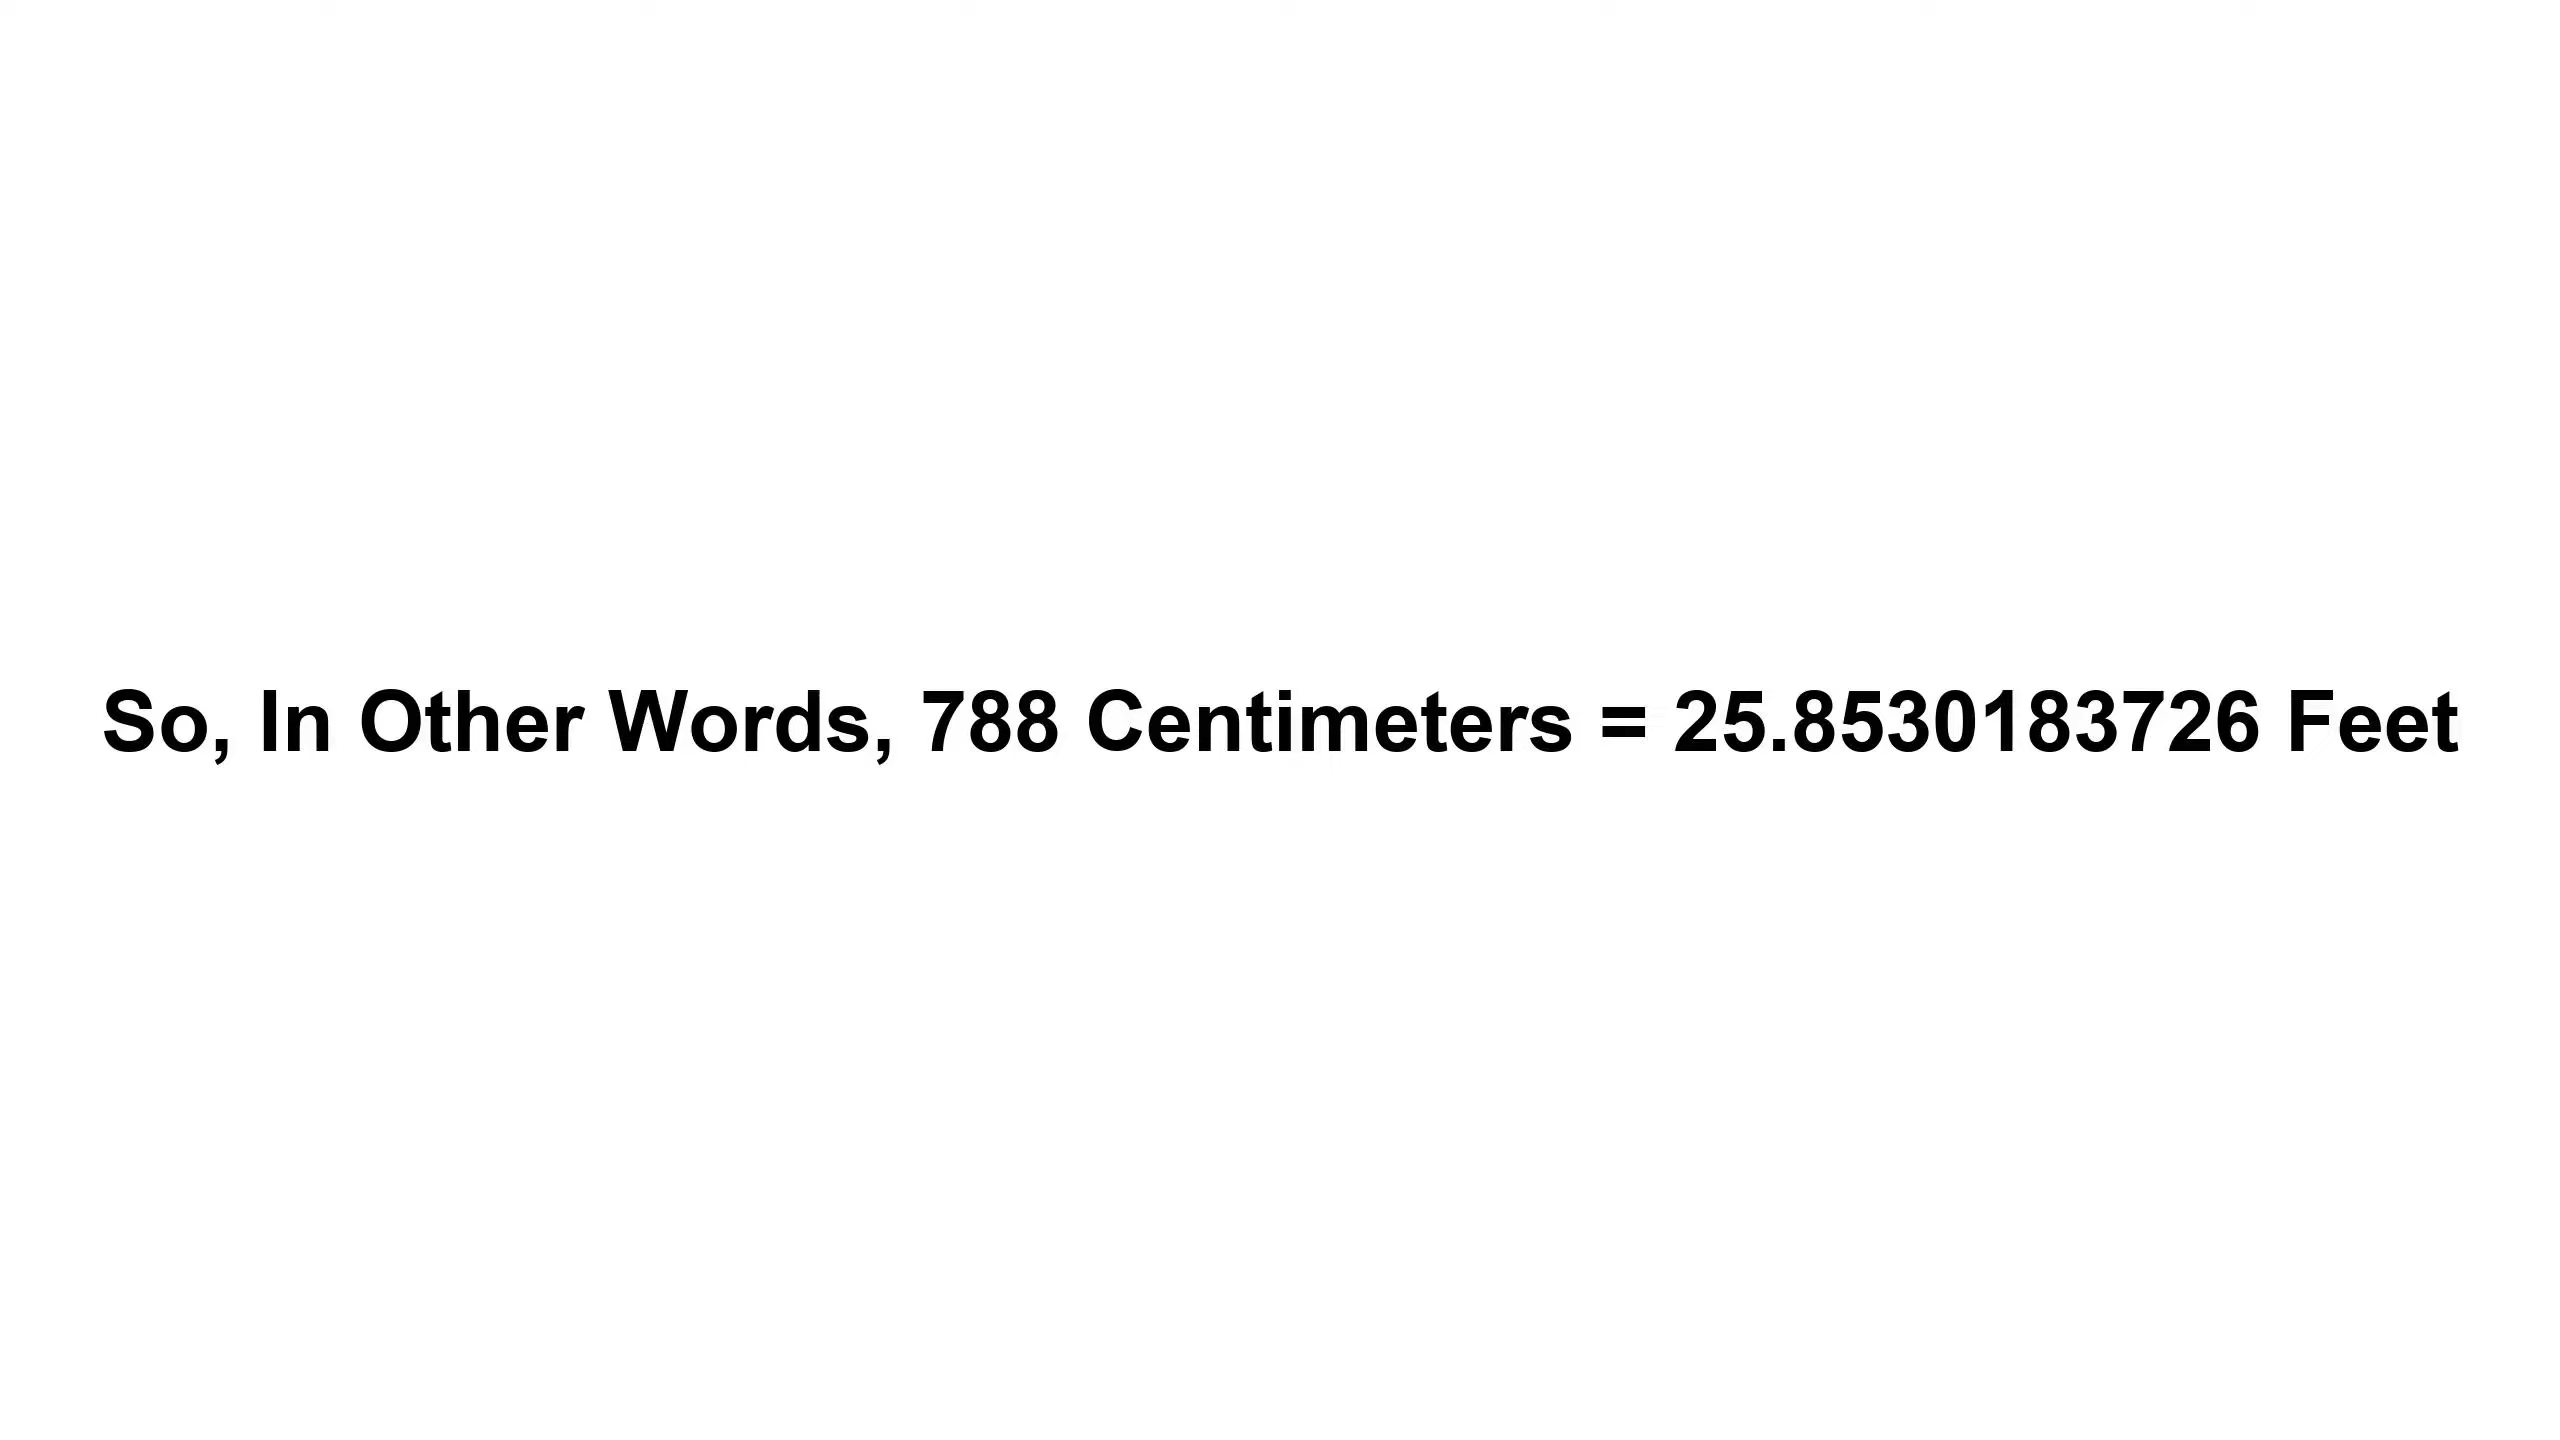 So, In Other Words, 788 Centimeters = 25.8530183726 Feet